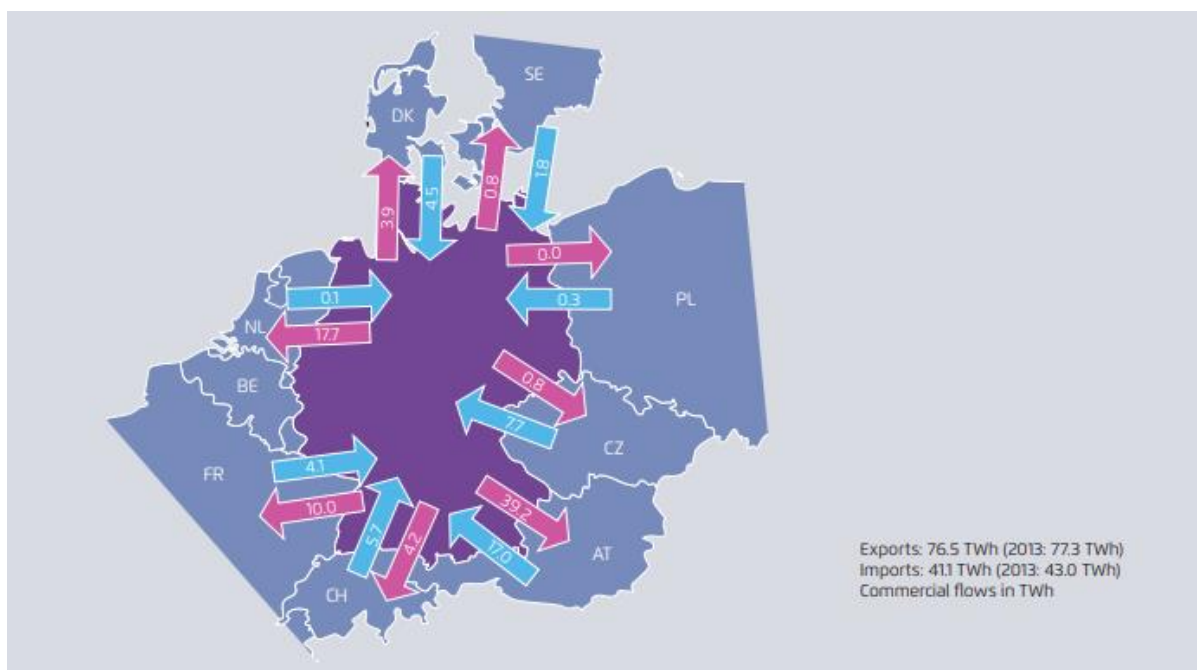 SE
DK
0.8
1.8
3.9
4.5
0.0
0.1
0.3
PL
NL
17.7
BE
0.8
7.7
CZ
FR
4.1
10.0
39.2
5.7
4.2
17.0
AT
CH
Exports: 76.5 TWh (2013: 77.3 TWh)
Imports: 41.1 TWh (2013: 43.0 TWh)
Commercial flows in TWh